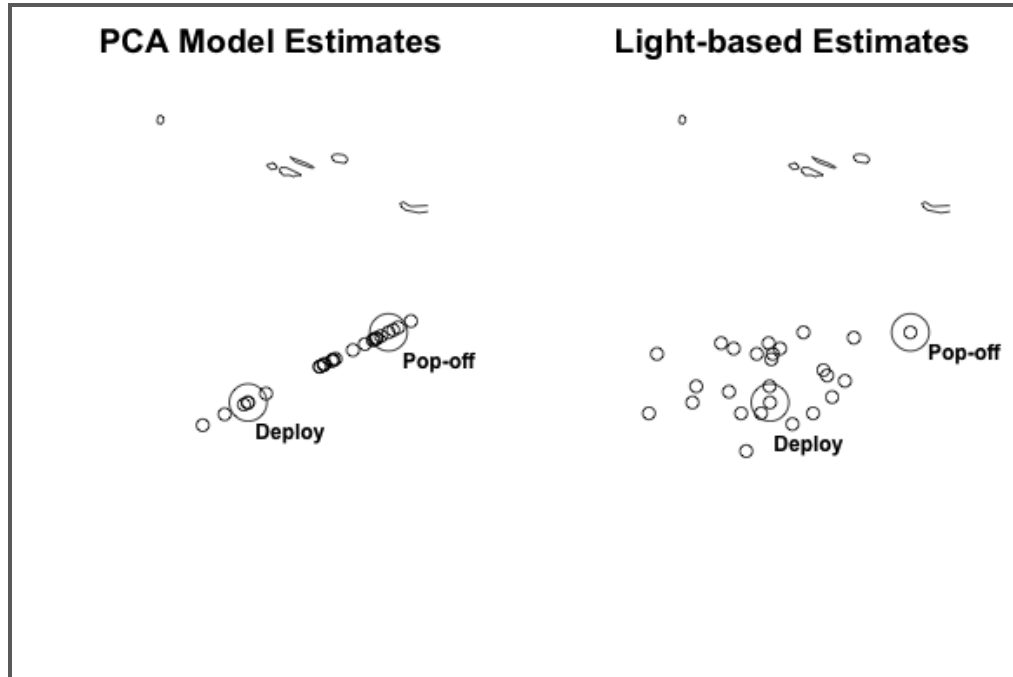 PCA Model Estimates
Light-based Estimates
Pop-off
Deploy
Pop-off
Deploy